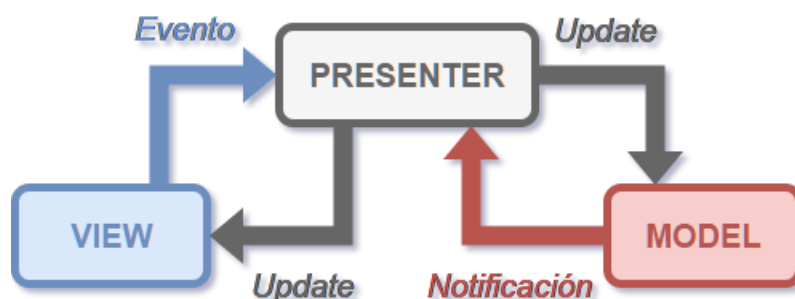 Evento
Update
PRESENTER
VIEW
MODEL
Update
Notificación